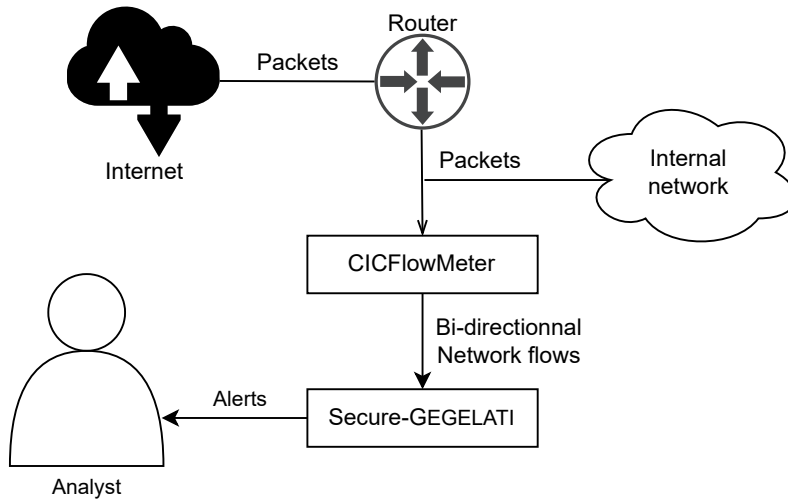 Router
Packets
Internet
Packets
Internal
network
CICFlowMeter
Bi-directionnal
Network flows
Alerts
Secure-GEGELATI
Analyst